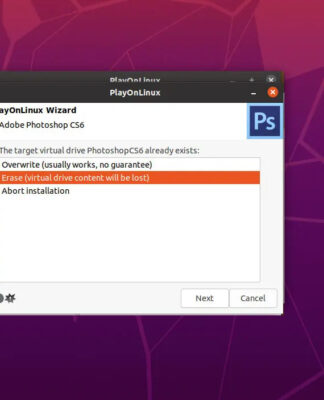 PlayOnLinux
PlayOnLinux
ayOnLinux Wizard
Adobe Photoshop CS6
Ps
The target virtual drive PhotoshopCS6 already exists:
Overwrite (usually works, no guarantee)
Erase (virtual drive content will be lost)
Abort installation
Next
Cancel